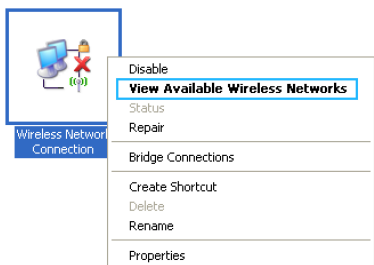 Disable
View Available Wireless Networks
Status
Repair
Wireless Network
Connection
Bridge Connections
Create Shortcut
Delete
Rename
Properties